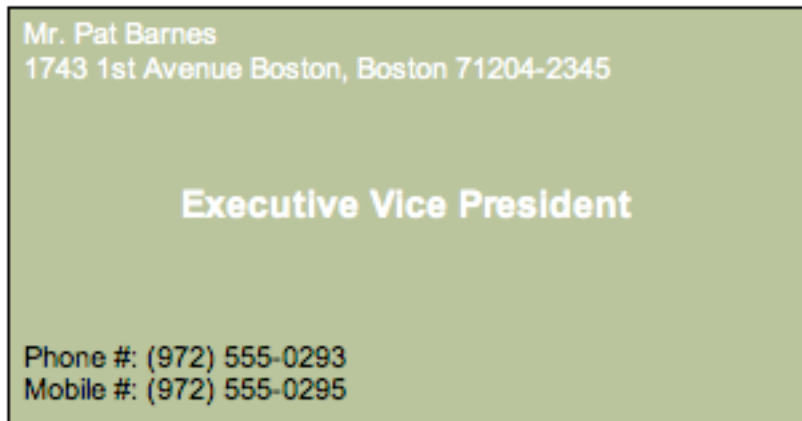 Mr. Pat Barnes
1743 1st Avenue Boston, Boston 71204-2345
Executive Vice President
Phone #: (972) 555-0293
Mobile #: (972) 555-0295